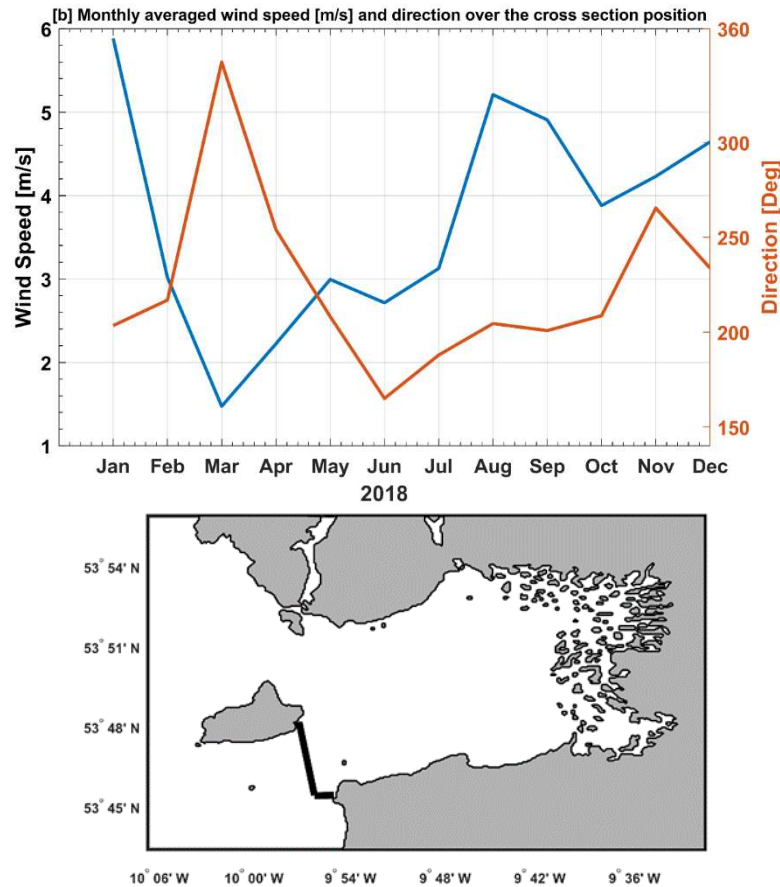 [b] Monthly averaged wind speed [m/s] and direction over the cross section position
6
5
4
3
2
1
Wind Speed [m/s]
360
300
250
200
150
Direction [Deg]
Jan Feb Mar Apr May Jun Jul Aug Sep Oct Nov Dec
2018
53° 54' N
53° 51' N
53° 48' N
53° 45' N
10° 06' W 10° 00' W 9° 54' W 9° 48' W 9° 42' W 9° 36' W